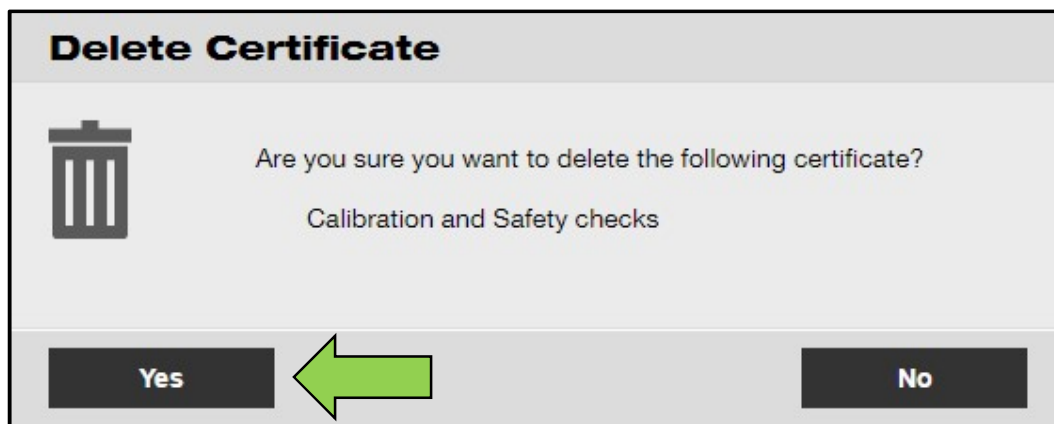 Delete Certificate
Are you sure you want to delete the following certificate?
Calibration and Safety checks
Yes
No